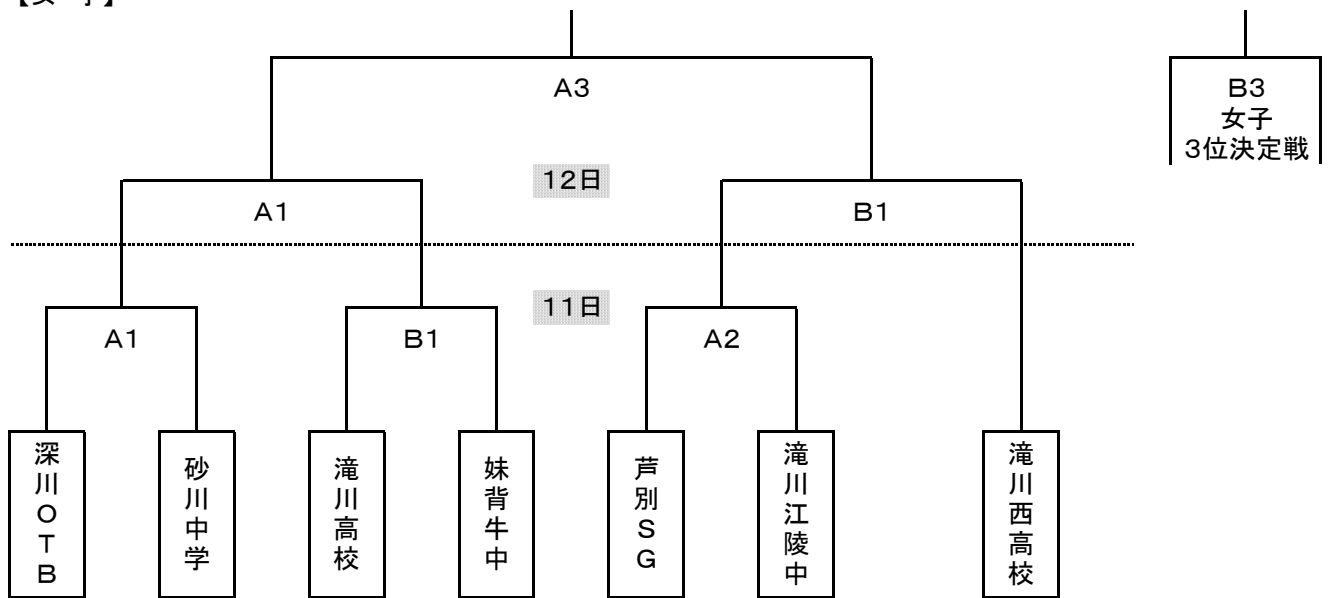 A3
B3
女子
3位決定戦
12日
A1
B1
11日
A1
B1
A2
深川OTB
砂川中学
滝川高校
妹背牛中
芦別SG
滝川江陵中
滝川西高校